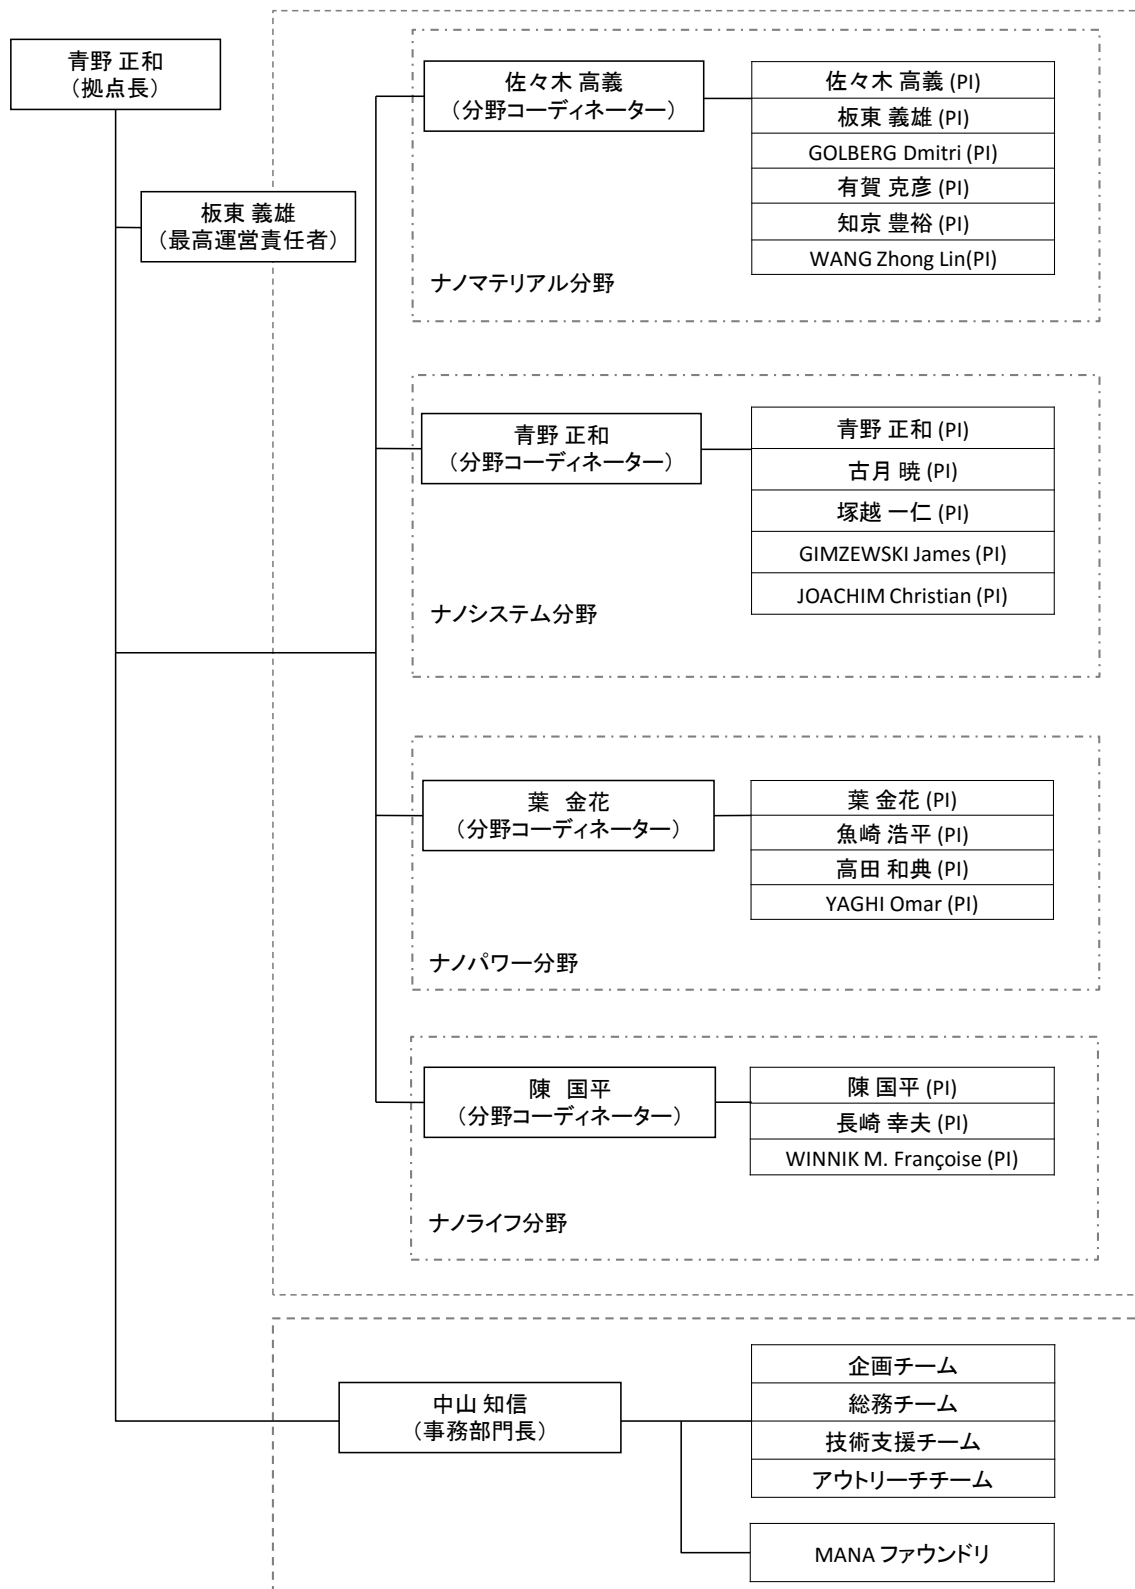 青野 正和
（拠点長）
板東 義雄
（最高運営責任者）
佐々木 高義
（分野コーディネーター）
佐々木 高義 (PI)
板東 義雄 (PI)
GOLBERG Dmitri (PI)
有賀 克彦 (PI)
知京 豊裕 (PI)
WANG Zhong Lin(PI)
ナノマテリアル分野
青野 正和
（分野コーディネーター）
青野 正和 (PI)
古月 暁 (PI)
塚越 一仁 (PI)
GIMZEWSKI James (PI)
JOACHIM Christian (PI)
ナノシステム分野
葉　金花
（分野コーディネーター）
葉 金花 (PI)
魚崎 浩平 (PI)
高田 和典 (PI)
YAGHI Omar (PI)
ナノパワー分野
陳　国平
（分野コーディネーター）
陳 国平 (PI)
長崎 幸夫 (PI)
WINNIK M. Françoise (PI)
ナノライフ分野
中山 知信
（事務部門長）
企画チーム
総務チーム
技術支援チーム
アウトリーチチーム
MANA ファウンドリ